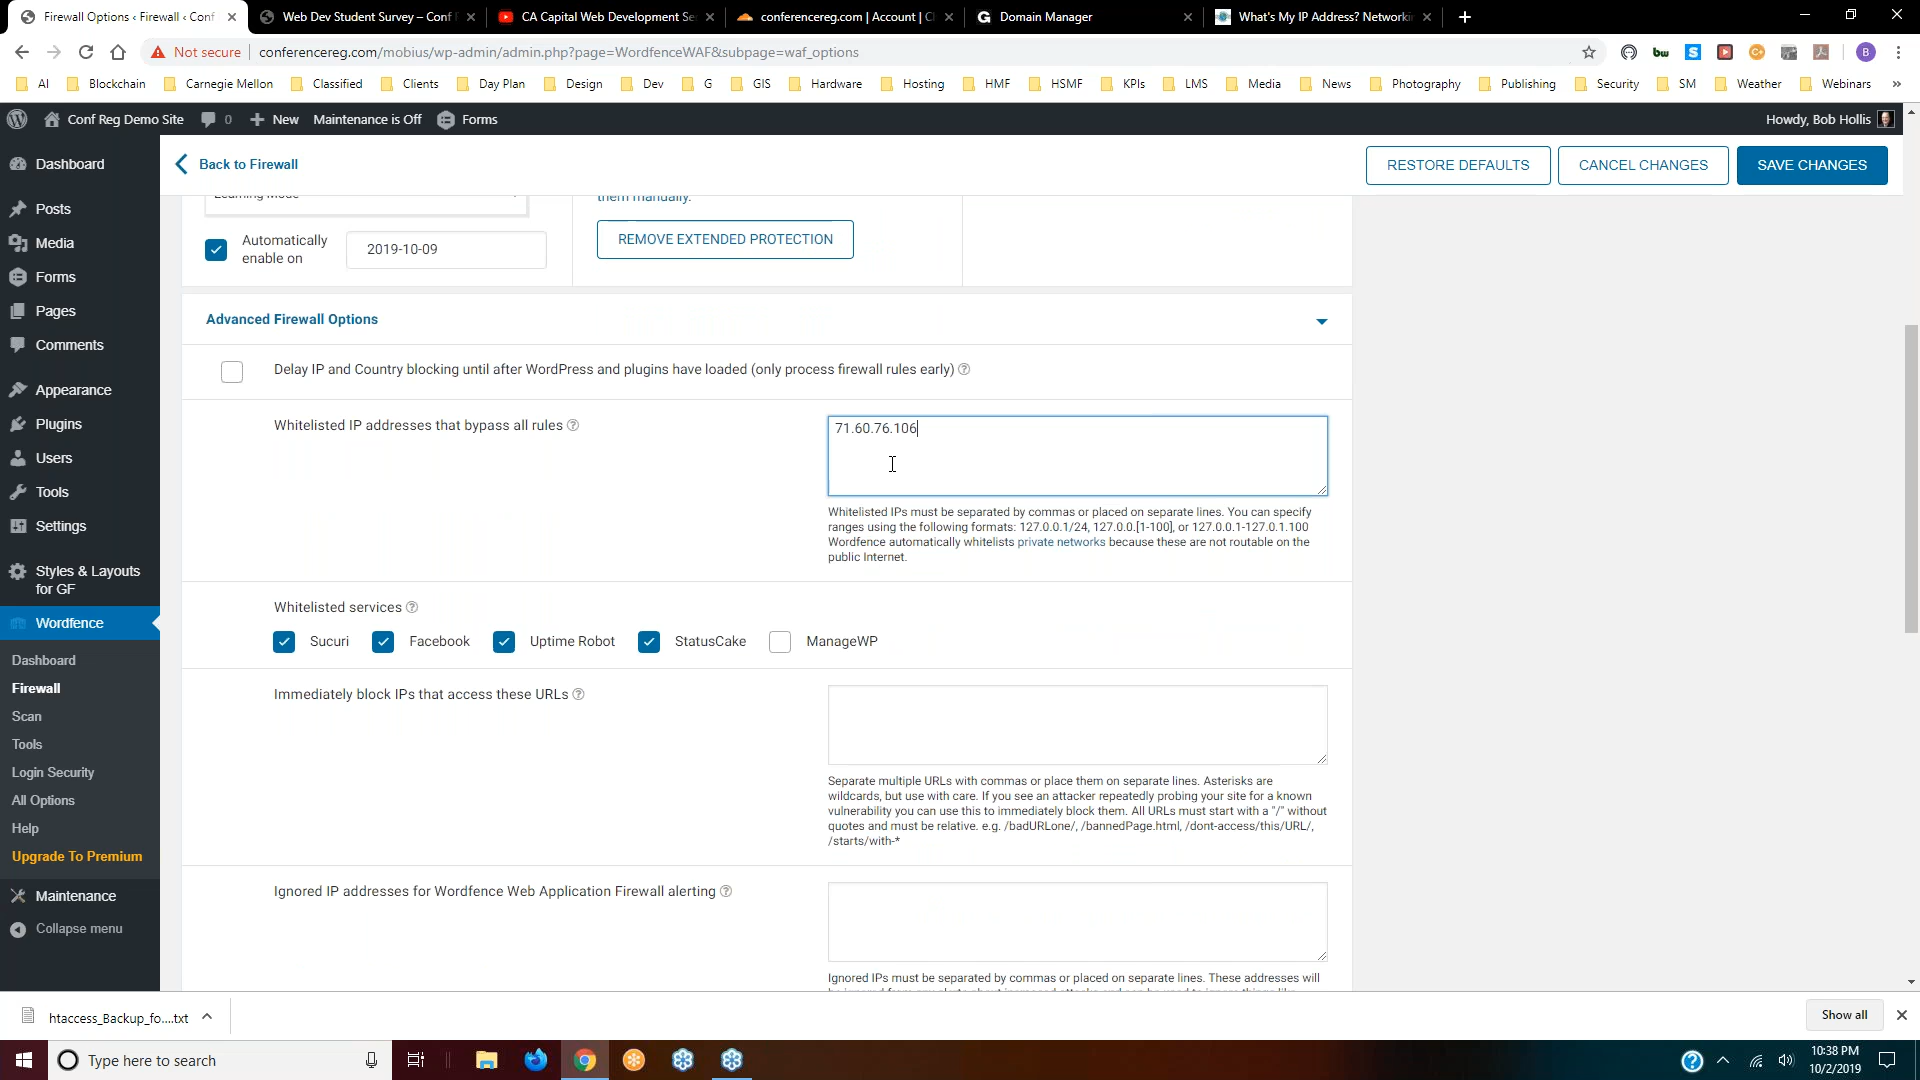 Firewall Options ‹ Firewall ‹ Conf
Web Dev Student Survey – Conf
CA Capital Web Development Se
conferencereg.com | Account | C
Domain Manager
What's My IP Address? Networki
Not secure
conferencereg.com/mobius/wp-admin/admin.php?page=WordfenceWAF&subpage=waf_options
AI
Blockchain
Carnegie Mellon
Classified
Clients
Day Plan
Design
Dev
G
GIS
Hardware
Hosting
HMF
HSMF
KPIs
LMS
Media
News
Photography
Publishing
Security
SM
Weather
Webinars
Conf Reg Demo Site
0
New
Maintenance is Off
Forms
Howdy, Bob Hollis
Dashboard
Posts
Media
Forms
Pages
Comments
Appearance
Plugins
Users
Tools
Settings
Styles & Layouts
for GF
Wordfence
Dashboard
Firewall
Scan
Tools
Login Security
All Options
Help
Upgrade To Premium
Maintenance
Collapse menu
Back to Firewall
RESTORE DEFAULTS
CANCEL CHANGES
SAVE CHANGES
Learning Mode
them manually.
Automatically
enable on
2019-10-09
REMOVE EXTENDED PROTECTION
Advanced Firewall Options
Delay IP and Country blocking until after WordPress and plugins have loaded (only process firewall rules early)
Whitelisted IP addresses that bypass all rules
71.60.76.106
Whitelisted IPs must be separated by commas or placed on separate lines. You can specify
ranges using the following formats: 127.0.0.1/24, 127.0.0.[1-100], or 127.0.0.1-127.0.1.100
Wordfence automatically whitelists private networks because these are not routable on the
public Internet.
Whitelisted services
Sucuri
Facebook
Uptime Robot
StatusCake
ManageWP
Immediately block IPs that access these URLs
Separate multiple URLs with commas or place them on separate lines. Asterisks are
wildcards, but use with care. If you see an attacker repeatedly probing your site for a known
vulnerability you can use this to immediately block them. All URLs must start with a "/" without
quotes and must be relative. e.g. /badURLone/, /bannedPage.html, /dont-access/this/URL/,
/starts/with-*
Ignored IP addresses for Wordfence Web Application Firewall alerting
Ignored IPs must be separated by commas or placed on separate lines. These addresses will
htaccess_Backup_fo....txt
Show all
Type here to search
10:38 PM
10/2/2019